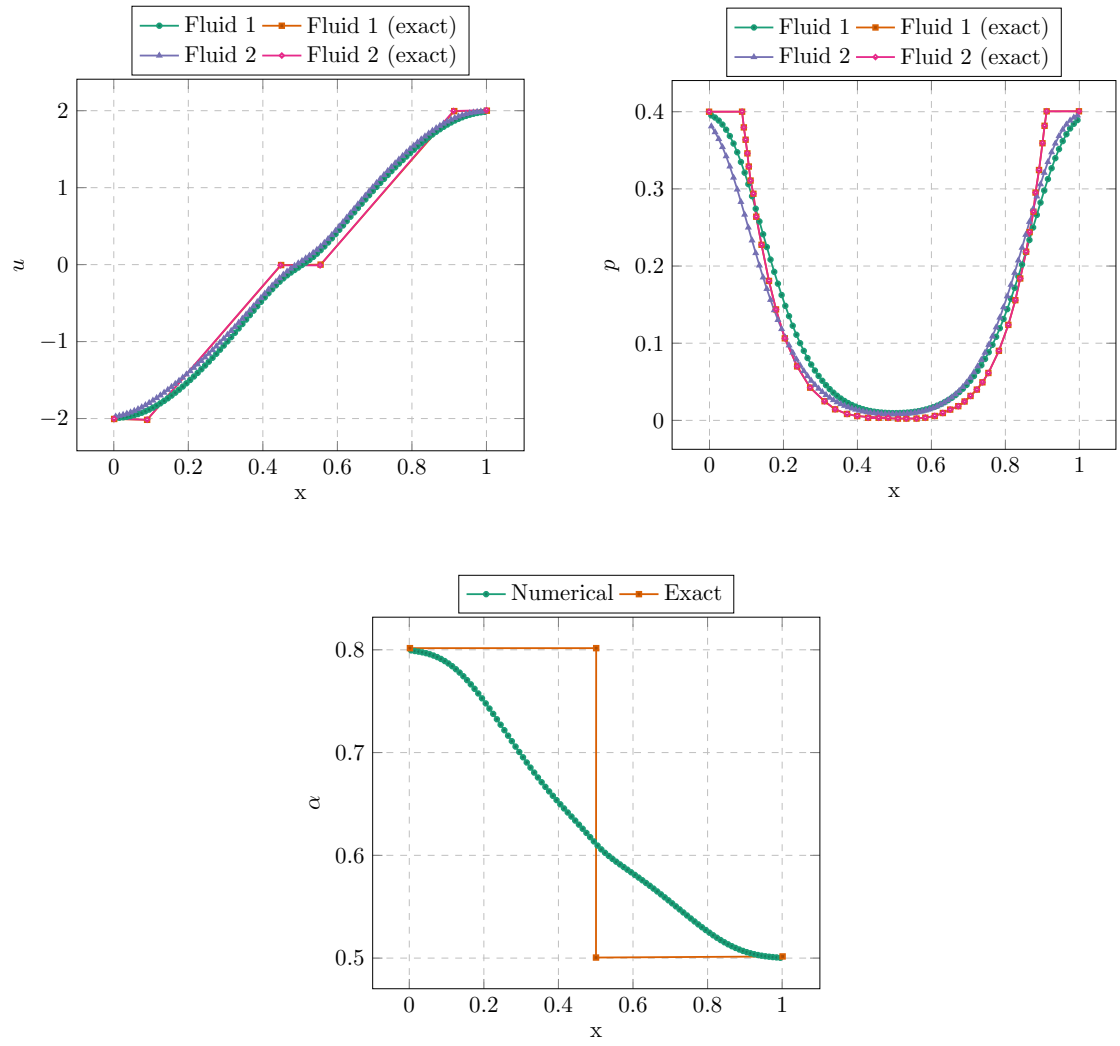 Fluid 1 Fluid 1 (exact)
Fluid 2 Fluid 2 (exact)
2
1
0
−1
−2
u
0 0.2 0.4 0.6 0.8 1
x
Fluid 1 Fluid 1 (exact)
Fluid 2 Fluid 2 (exact)
0.4
0.3
0.2
0.1
0
p
0 0.2 0.4 0.6 0.8 1
x
Numerical Exact
0.8
0.7
0.6
0.5
α
0 0.2 0.4 0.6 0.8 1
x